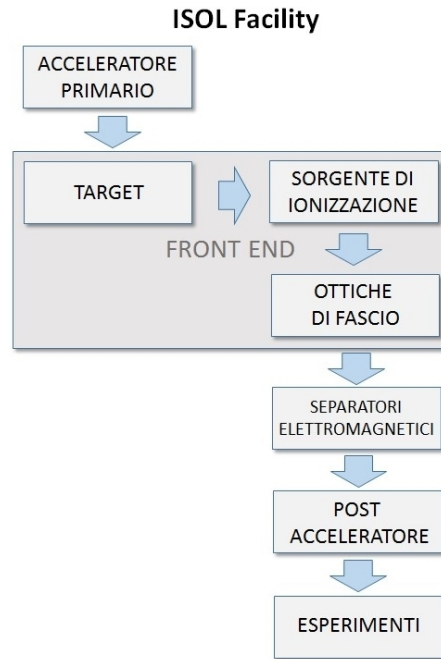 ISOL Facility
ACCELERATORE
PRIMARIO
TARGET
SORGENTE DI
IONIZZAZIONE
FRONT END
OTTICHE
DI FASCIO
SEPARATORI
ELETTROMAGNETICI
POST
ACCELERATORE
ESPERIMENTI